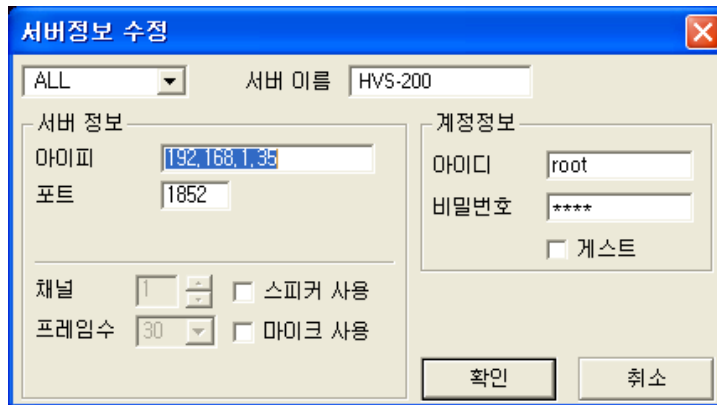 서버정보 수정
ALL 서버 이름 HVS-200
서버 정보
아이피 192,168,1,35
포트 1852
채널 1 스피커 사용
프레임수 30 마이크 사용
계정정보
아이디 root
비밀번호 ****
게스트
확인 취소